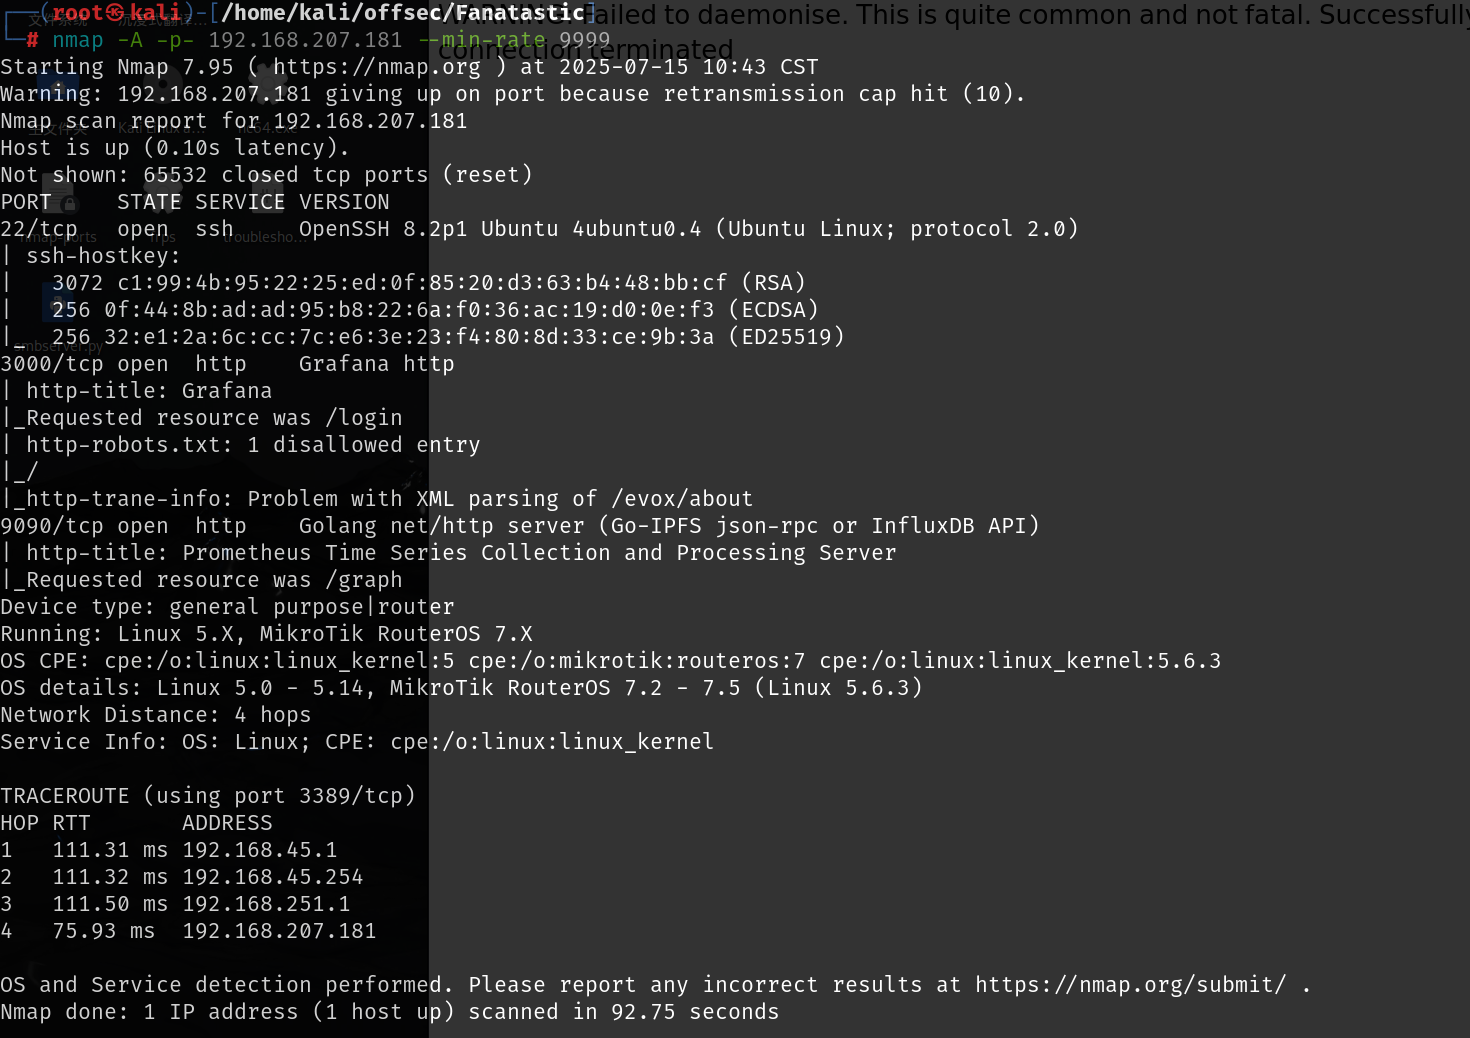 ┌──(root㉿kali)-[/home/kali/offsec/Fanatastic]
└─# nmap -A -p- 192.168.207.181 --min-rate 9999
Starting Nmap 7.95 ( https://nmap.org ) at 2025-07-15 10:43 CST
Warning: 192.168.207.181 giving up on port because retransmission cap hit (10).
Nmap scan report for 192.168.207.181
Host is up (0.10s latency).
Not shown: 65532 closed tcp ports (reset)
PORT     STATE SERVICE VERSION
22/tcp   open  ssh     OpenSSH 8.2p1 Ubuntu 4ubuntu0.4 (Ubuntu Linux; protocol 2.0)
| ssh-hostkey:
|   3072 c1:99:4b:95:22:25:ed:0f:85:20:d3:63:b4:48:bb:cf (RSA)
|   256 0f:44:8b:ad:ad:95:b8:22:6a:f0:36:ac:19:d0:0e:f3 (ECDSA)
|_  256 32:e1:2a:6c:cc:7c:e6:3e:23:f4:80:8d:33:ce:9b:3a (ED25519)
3000/tcp open  http    Grafana http
| http-title: Grafana
|_Requested resource was /login
| http-robots.txt: 1 disallowed entry
|_/
|_http-trane-info: Problem with XML parsing of /evox/about
9090/tcp open  http    Golang net/http server (Go-IPFS json-rpc or InfluxDB API)
| http-title: Prometheus Time Series Collection and Processing Server
|_Requested resource was /graph
Device type: general purpose|router
Running: Linux 5.X, MikroTik RouterOS 7.X
OS CPE: cpe:/o:linux:linux_kernel:5 cpe:/o:mikrotik:routeros:7 cpe:/o:linux:linux_kernel:5.6.3
OS details: Linux 5.0 - 5.14, MikroTik RouterOS 7.2 - 7.5 (Linux 5.6.3)
Network Distance: 4 hops
Service Info: OS: Linux; CPE: cpe:/o:linux:linux_kernel

TRACEROUTE (using port 3389/tcp)
HOP RTT       ADDRESS
1   111.31 ms 192.168.45.1
2   111.32 ms 192.168.45.254
3   111.50 ms 192.168.251.1
4   75.93 ms  192.168.207.181

OS and Service detection performed. Please report any incorrect results at https://nmap.org/submit/ .
Nmap done: 1 IP address (1 host up) scanned in 92.75 seconds
failed to daemonise. This is quite common and not fatal. Successfully
connection terminated
文件系统
主文件夹
nmap-ports
frps
troublesho...
smbserver.py